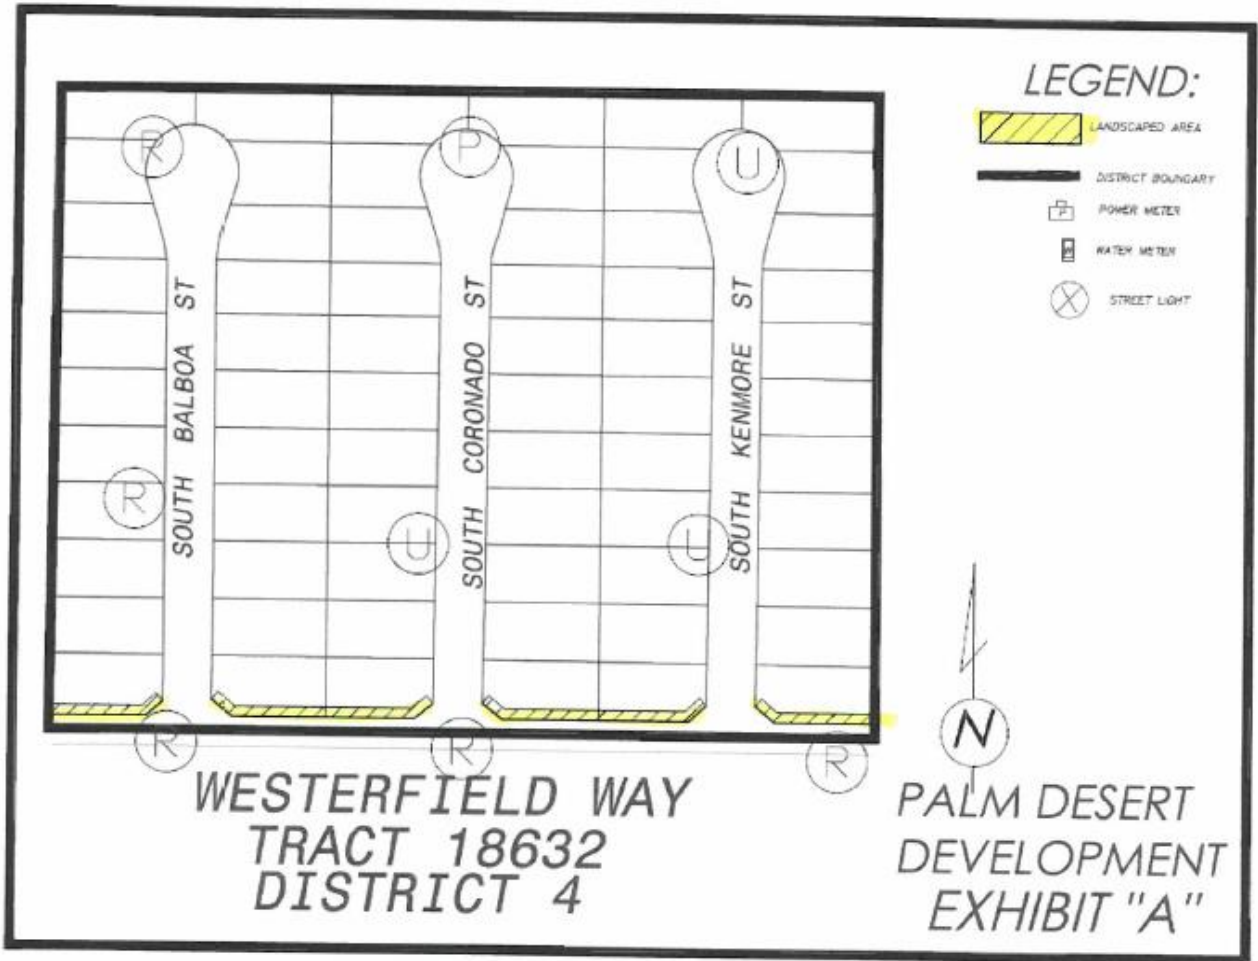 LEGEND:
LANDSCAPED AREA
DISTRICT BOUNDARY
P
POWER METER
WATER METER
X
STREET LIGHT
R
P
U
SOUTH BALBOA ST
SOUTH CORONADO ST
SOUTH KENMORE ST
R
U
U
R
R
R
N
WESTERFIELD WAY
TRACT 18632
DISTRICT 4
PALM DESERT
DEVELOPMENT
EXHIBIT "A"